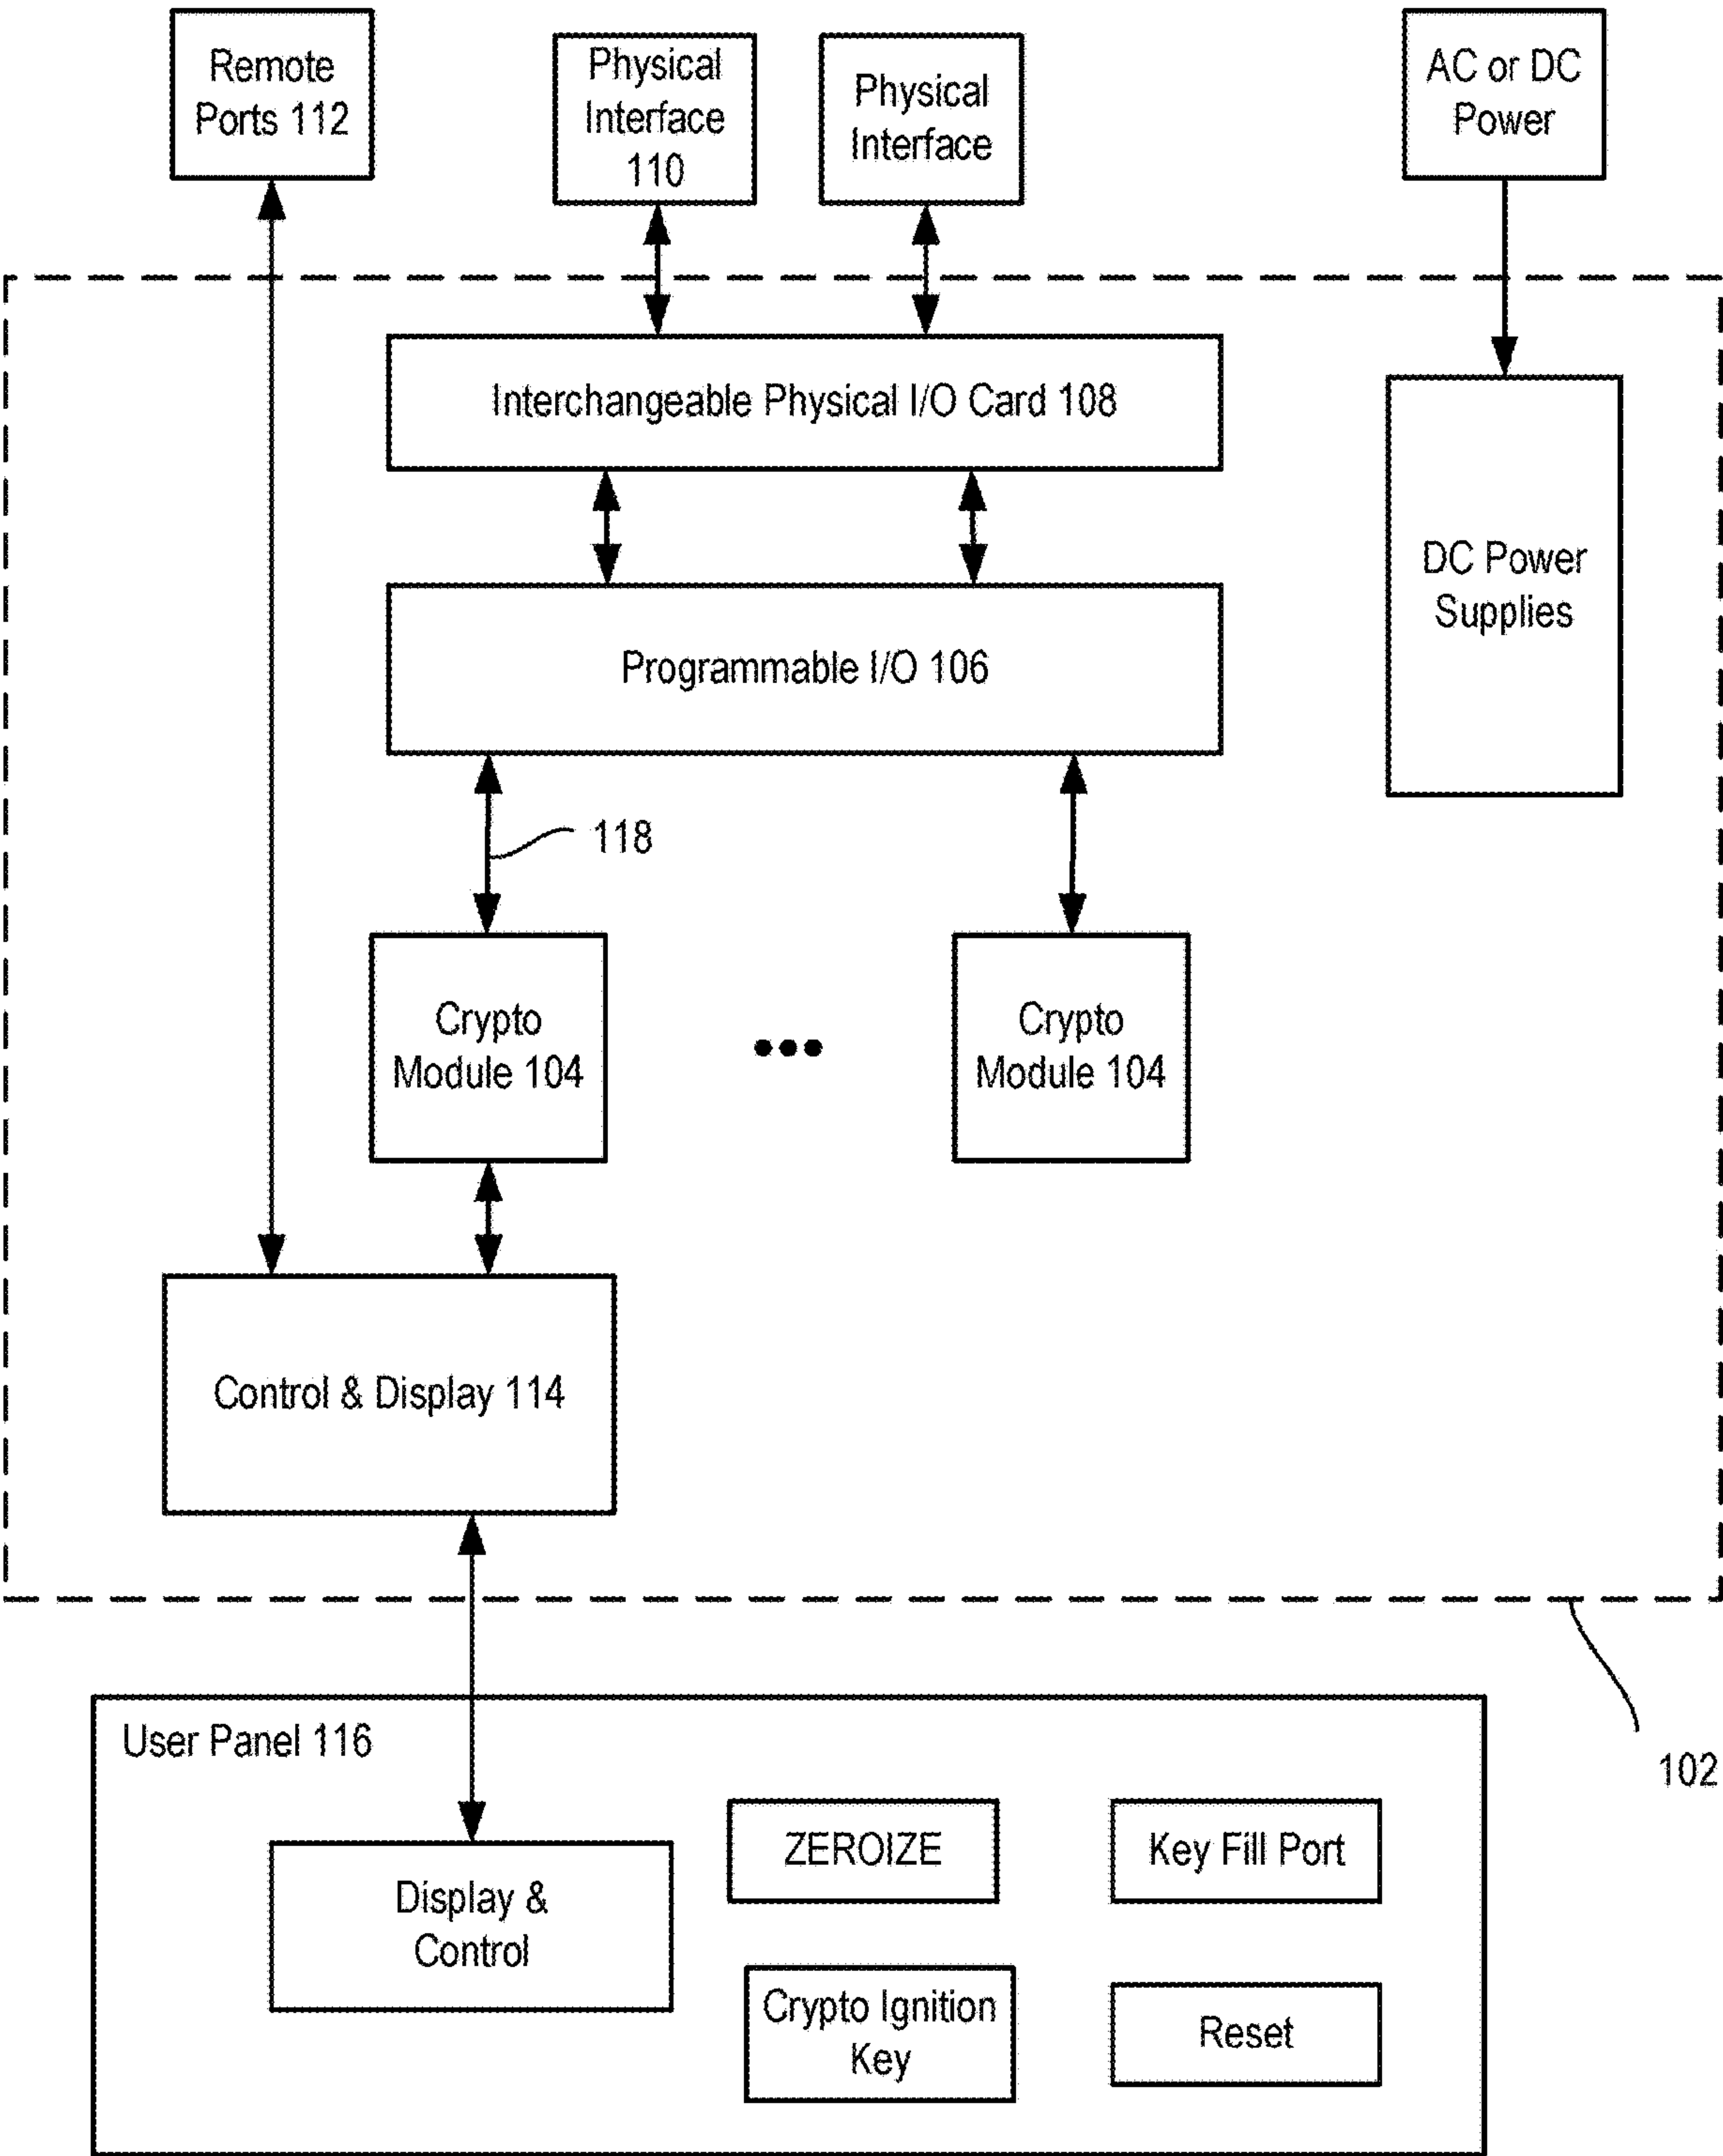 Remote
Ports 112
Physical
Interface
110
Physical
Interface
AC or DC
Power
Interchangeable Physical I/O Card 108
DC Power
Supplies
Programmable I/O 106
118
Crypto
Module 104
Crypto
Module 104
Control & Display 114
102
User Panel 116
ZEROIZE
Key Fill Port
Display &
Control
Crypto Ignition
Key
Reset